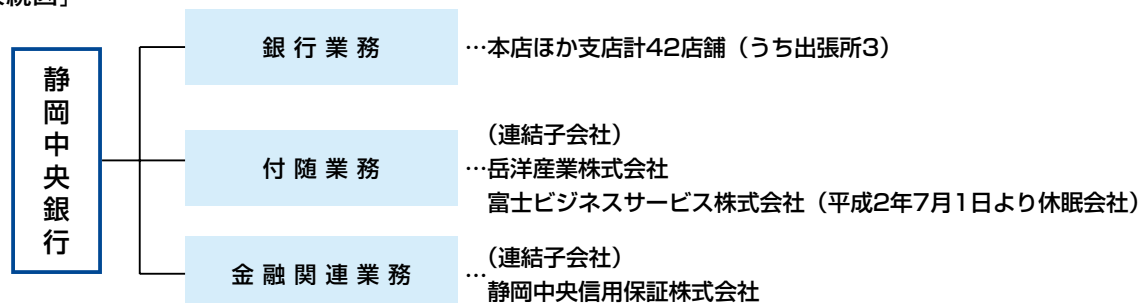 系統図」
静岡中央銀行
銀行業務
…本店ほか支店計42店舗（うち出張所3）
付随業務
（連結子会社）
…岳洋産業株式会社
富士ビジネスサービス株式会社（平成2年7月1日より休眠会社）
金融関連業務
（連結子会社）
…
静岡中央信用保証株式会社